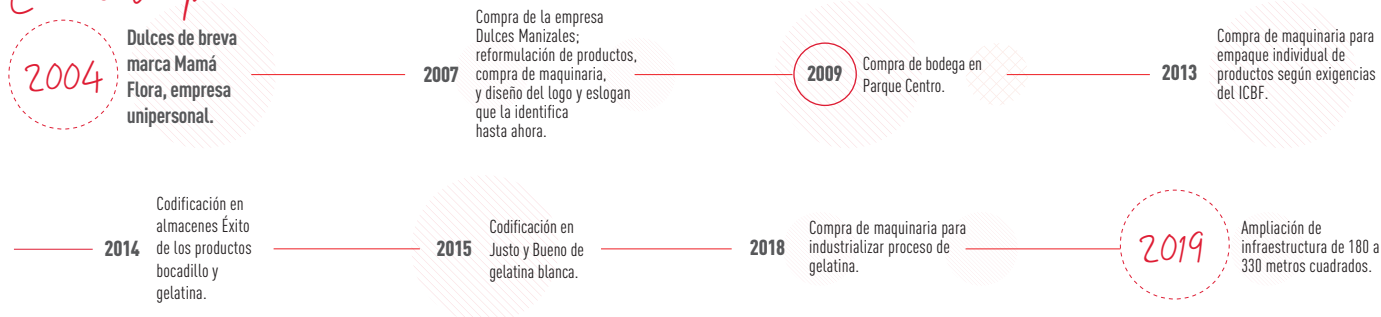 2004
Dulces de breva
marca Mamá
Flora, empresa
unipersonal.
2007
Compra de la empresa
Dulces Manizales;
reformulación de productos,
compra de maquinaria,
y diseño del logo y eslogan
que la identifica
hasta ahora.
2009
Compra de bodega en
Parque Centro.
2013
Compra de maquinaria para
empaque individual de
productos según exigencias
del ICBF.
2014
Codificación en
almacenes Éxito
de los productos
bocadillo y
gelatina.
2015
Codificación en
Justo y Bueno de
gelatina blanca.
2018
Compra de maquinaria para
industrializar proceso de
gelatina.
2019
Ampliación de
infraestructura de 180 a
330 metros cuadrados.